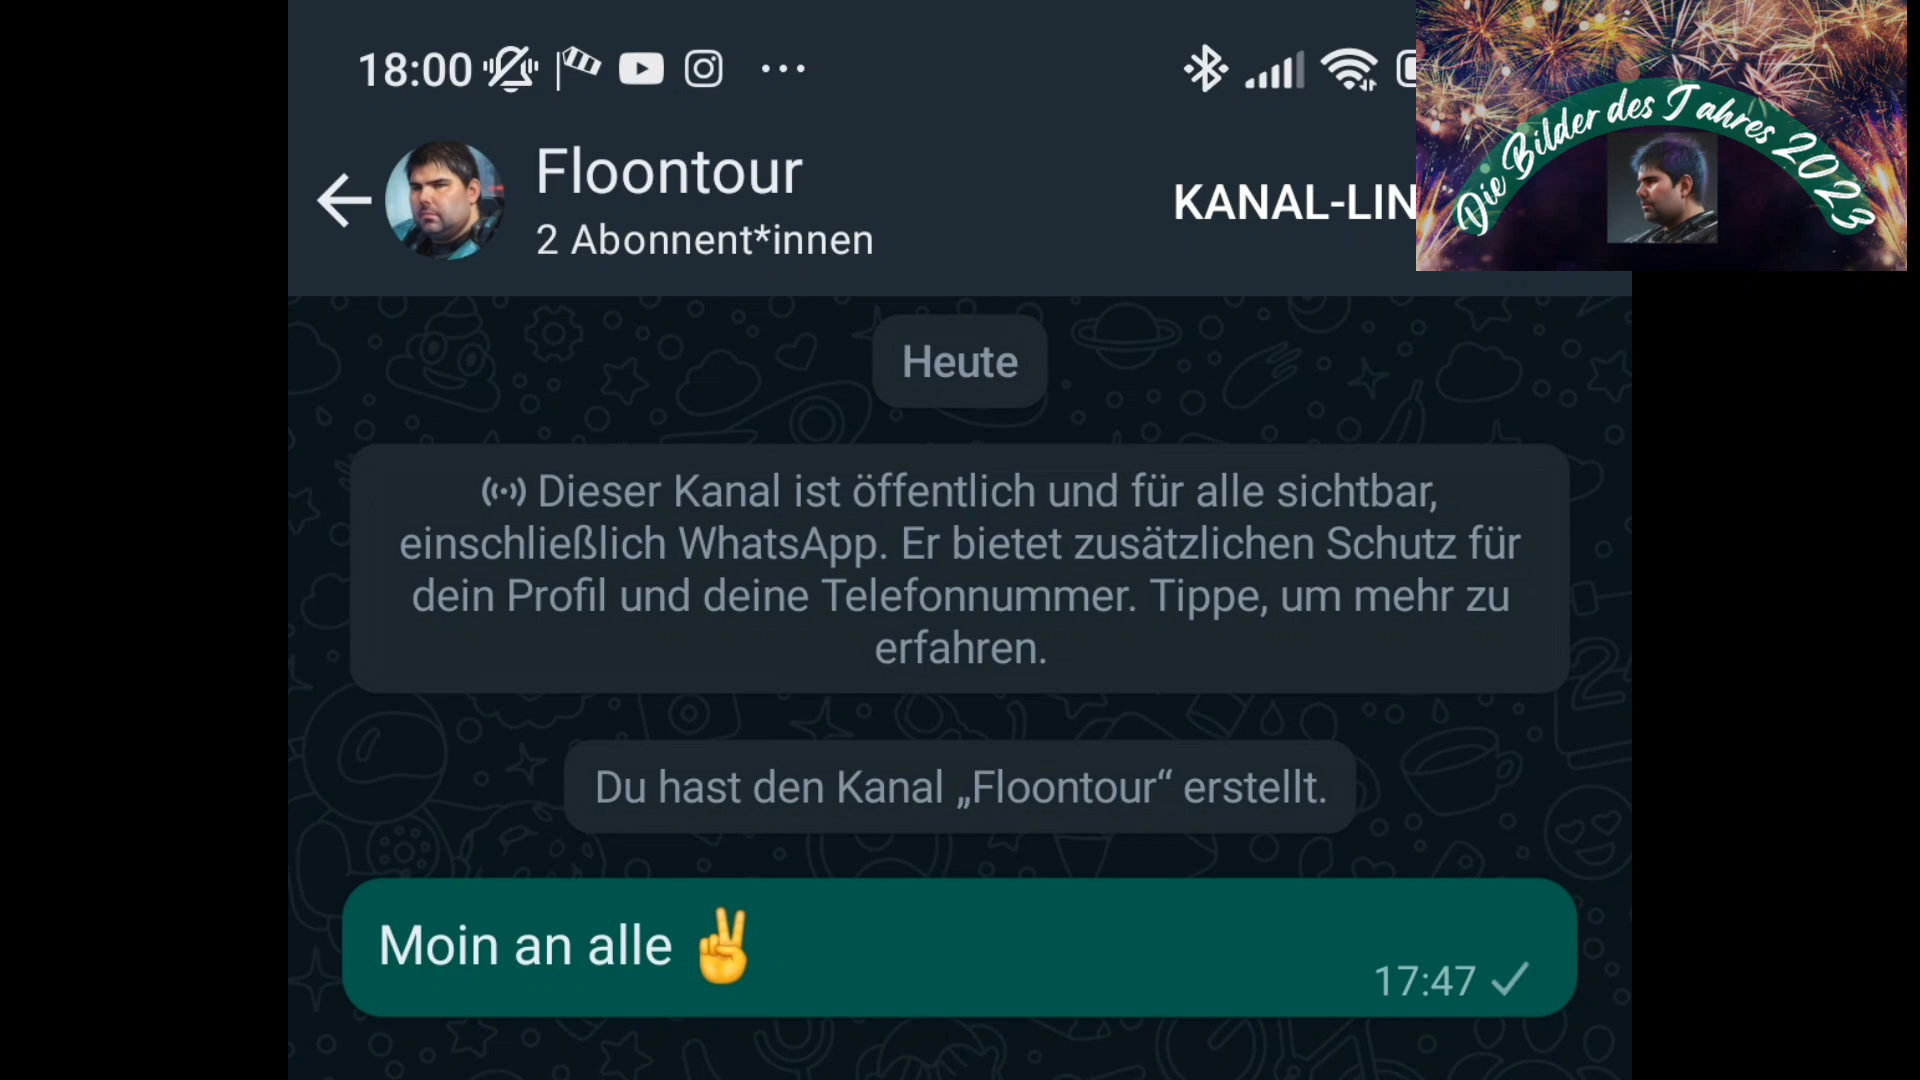 18:00
Die Bilder des Jahres 2023
Floontour
2 Abonnent*innen
KANAL-LIN
Heute
Dieser Kanal ist öffentlich und für alle sichtbar,
einschließlich WhatsApp. Er bietet zusätzlichen Schutz für
dein Profil und deine Telefonnummer. Tippe, um mehr zu
erfahren.
Du hast den Kanal „Floontour“ erstellt.
Moin an alle ✌️
17:47